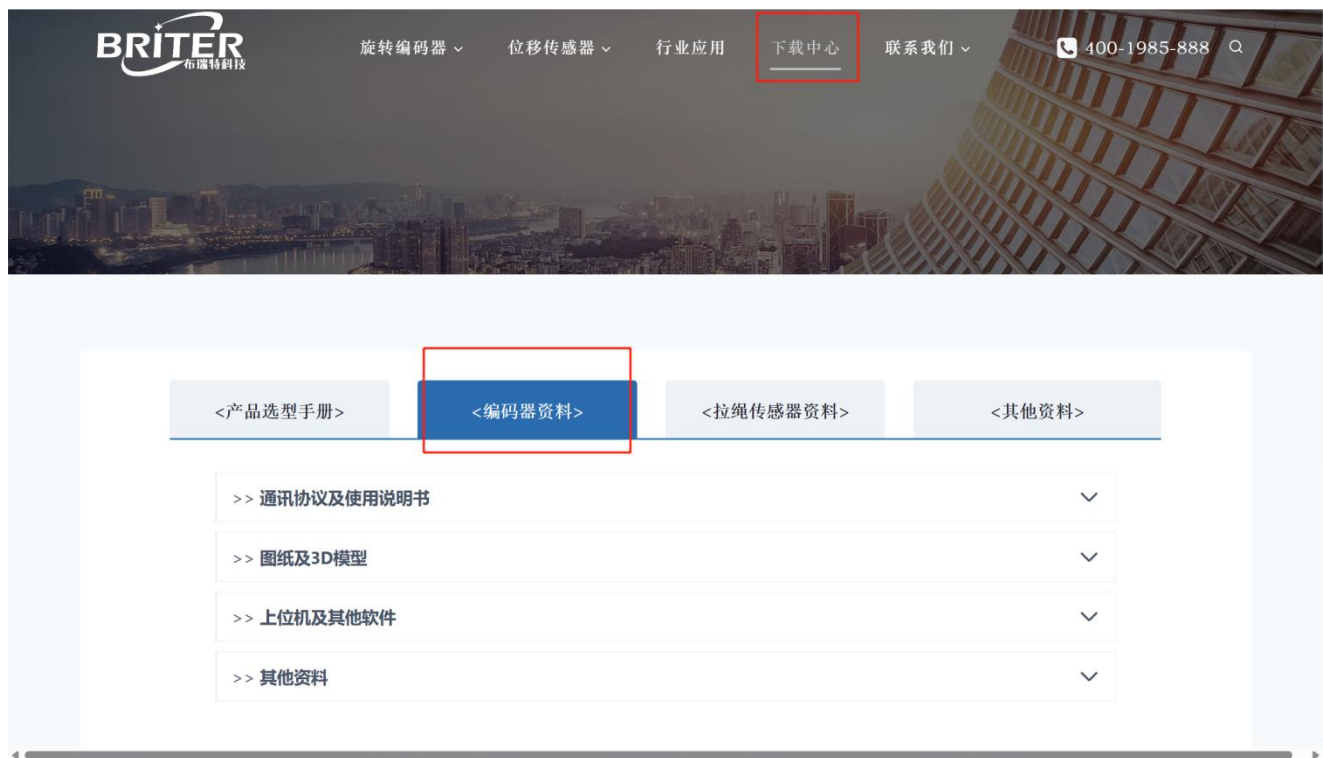 BRITER
布瑞特科技
旋转编码器
位移传感器
行业应用
下载中心
联系我们
400-1985-888
<产品选型手册>
<编码器资料>
<拉绳传感器资料>
<其他资料>
>> 通讯协议及使用说明书
>> 图纸及3D模型
>> 上位机及其他软件
>> 其他资料